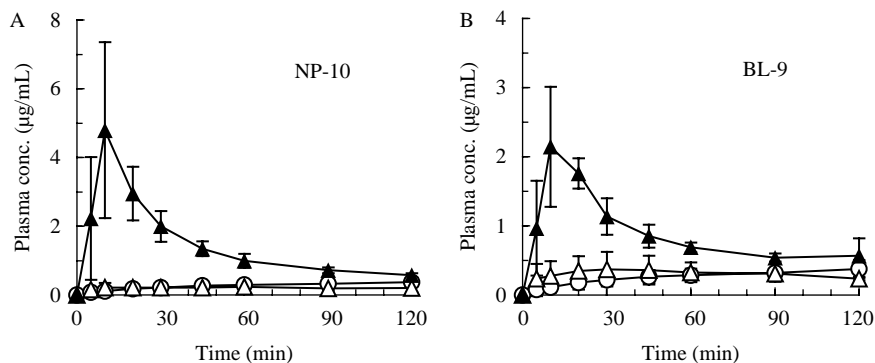 A
8
6
4
2
0
Plasma conc. (μg/mL)
NP-10
0
30
60
90
120
Time (min)
B
4
3
2
1
0
Plasma conc. (μg/mL)
BL-9
0
30
60
90
120
Time (min)